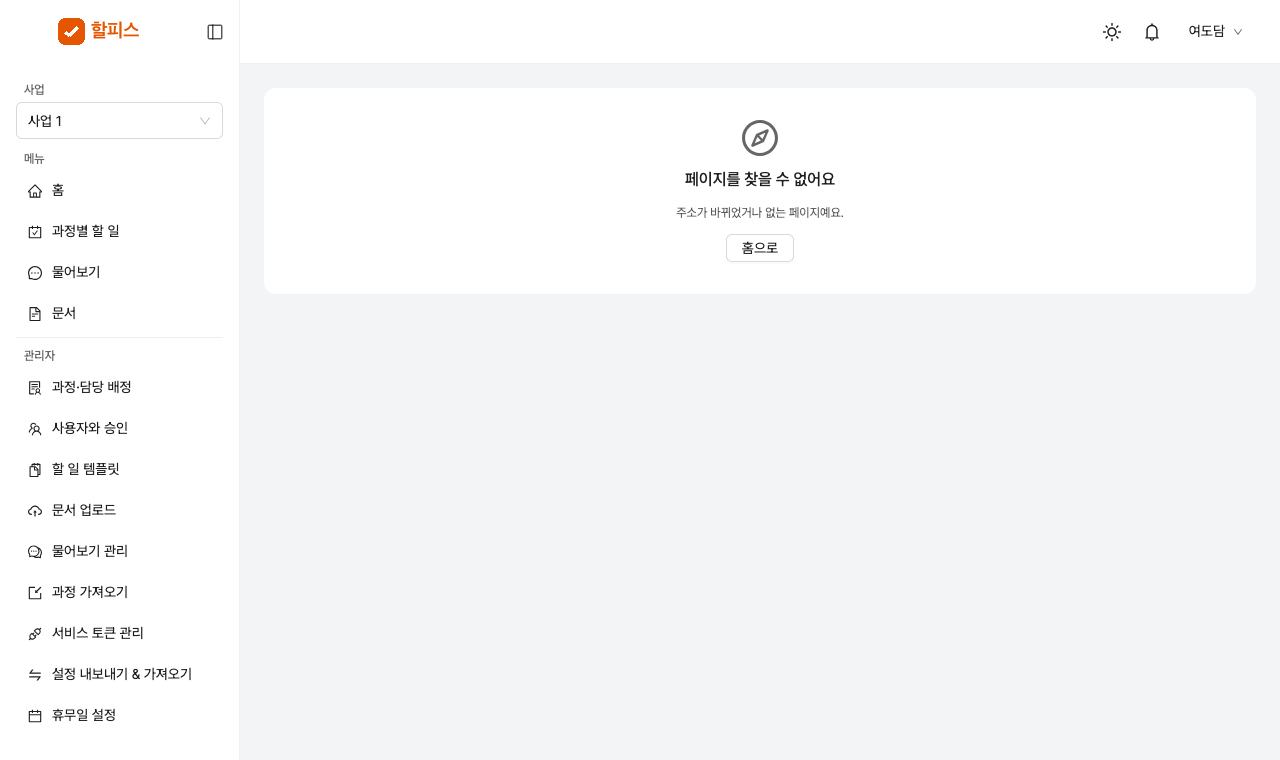 할피스
여도담
사업
사업 1
메뉴
홈
과정별 할 일
물어보기
문서
관리자
과정·담당 배정
사용자와 승인
할 일 템플릿
문서 업로드
물어보기 관리
과정 가져오기
서비스 토큰 관리
설정 내보내기 & 가져오기
휴무일 설정
페이지를 찾을 수 없어요
주소가 바뀌었거나 없는 페이지예요.
홈으로